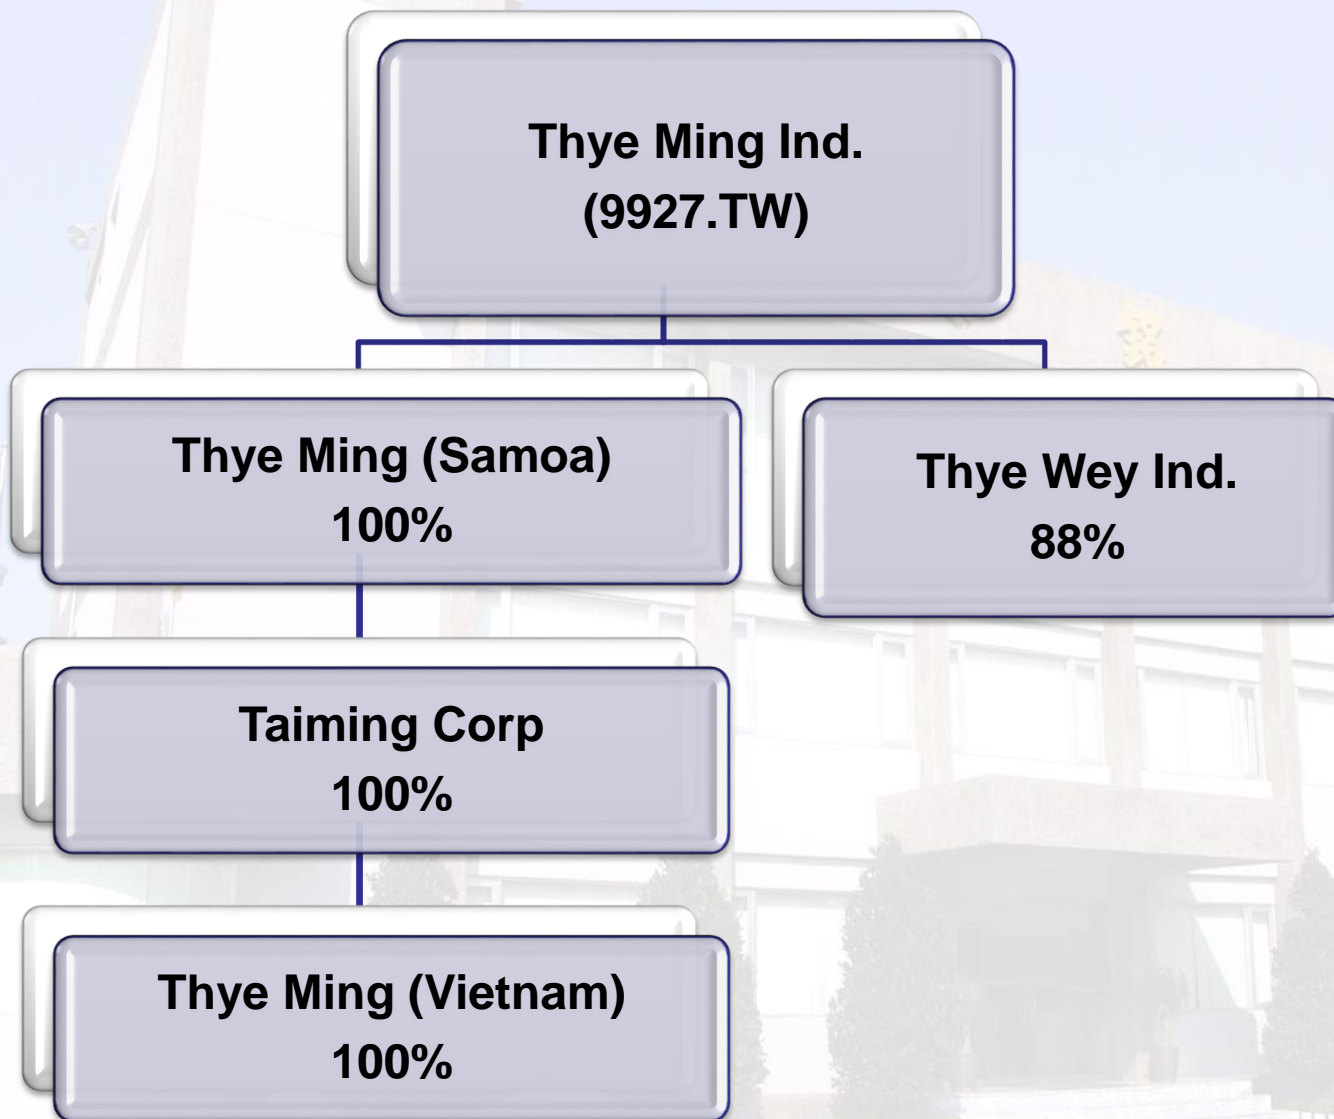 Thye Ming Ind.
(9927.TW)
Thye Ming (Samoa)
100%
Thye Wey Ind.
88%
Taiming Corp
100%
Thye Ming (Vietnam)
100%